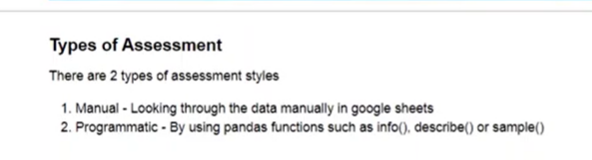 Types of Assessment
There are 2 types of assessment styles
1. Manual - Looking through the data manually in google sheets
2. Programmatic - By using pandas functions such as info(), describe() or sample()